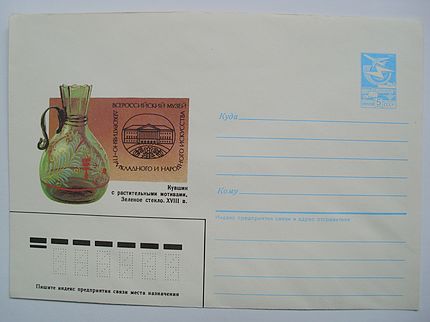 ВСЕРОССИЙСКИЙ МУЗЕЙ
ДЕКОРАТИВНО-ПРИКЛАДНОГО И НАРОДНОГО ИСКУССТВА
Кувшин
с растительными мотивами.
Зеленое стекло. XVIII в.
5
Куда
Кому
Индекс предприятия связи и адрес отправителя
Пишите индекс предприятия связи места назначения